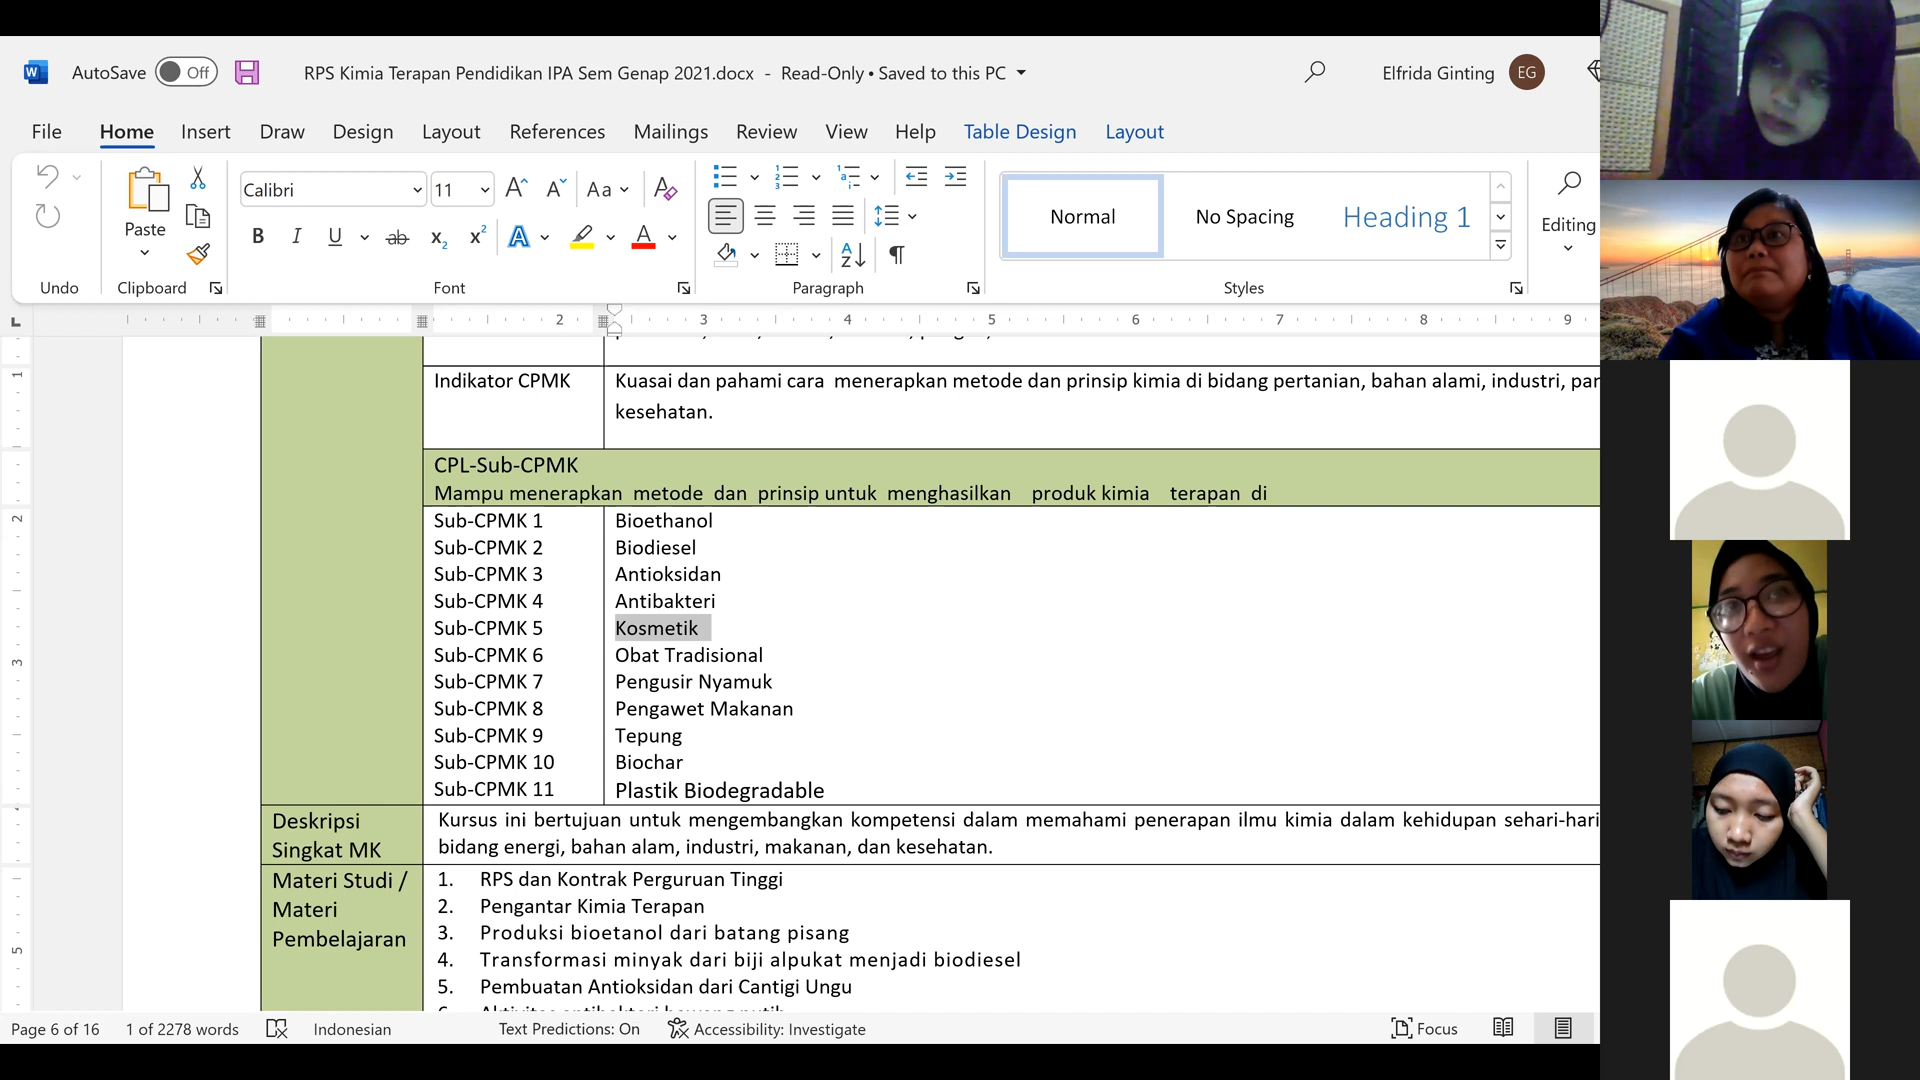 AutoSave Off RPS Kimia Terapan Pendidikan IPA Sem Genap 2021.docx - Read-Only • Saved to this PC Elfrida Ginting EG
File Home Insert Draw Design Layout References Mailings Review View Help Table Design Layout
Paste
Calibri 11
Normal No Spacing Heading 1
Editing
Undo Clipboard Font Paragraph Styles
2 3 4 5 6 7 8 9
Indikator CPMK
Kuasai dan pahami cara menerapkan metode dan prinsip kimia di bidang pertanian, bahan alami, industri,
kesehatan.
CPL-Sub-CPMK
Mampu menerapkan metode dan prinsip untuk menghasilkan produk kimia terapan di
Sub-CPMK 1 Bioethanol
Sub-CPMK 2 Biodiesel
Sub-CPMK 3 Antioksidan
Sub-CPMK 4 Antibakteri
Sub-CPMK 5 Kosmetik
Sub-CPMK 6 Obat Tradisional
Sub-CPMK 7 Pengusir Nyamuk
Sub-CPMK 8 Pengawet Makanan
Sub-CPMK 9 Tepung
Sub-CPMK 10 Biochar
Sub-CPMK 11 Plastik Biodegradable
Deskripsi
Singkat MK
Kursus ini bertujuan untuk mengembangkan kompetensi dalam memahami penerapan ilmu kimia dalam kehidupan sehari-hari
bidang energi, bahan alam, industri, makanan, dan kesehatan.
Materi Studi /
Materi
Pembelajaran
1. RPS dan Kontrak Perguruan Tinggi
2. Pengantar Kimia Terapan
3. Produksi bioetanol dari batang pisang
4. Transformasi minyak dari biji alpukat menjadi biodiesel
5. Pembuatan Antioksidan dari Cantigi Ungu
Page 6 of 16 1 of 2278 words Indonesian Text Predictions: On Accessibility: Investigate Focus